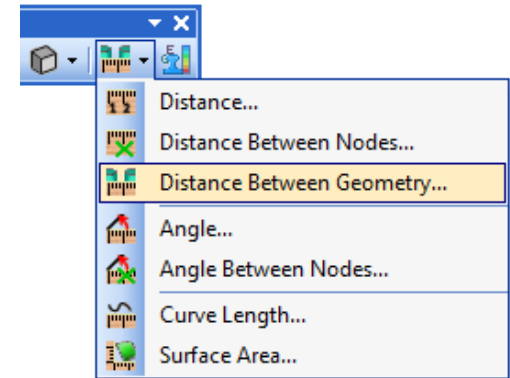 Distance...
Distance Between Nodes...
Distance Between Geometry...
Angle...
Angle Between Nodes...
Curve Length...
Surface Area...